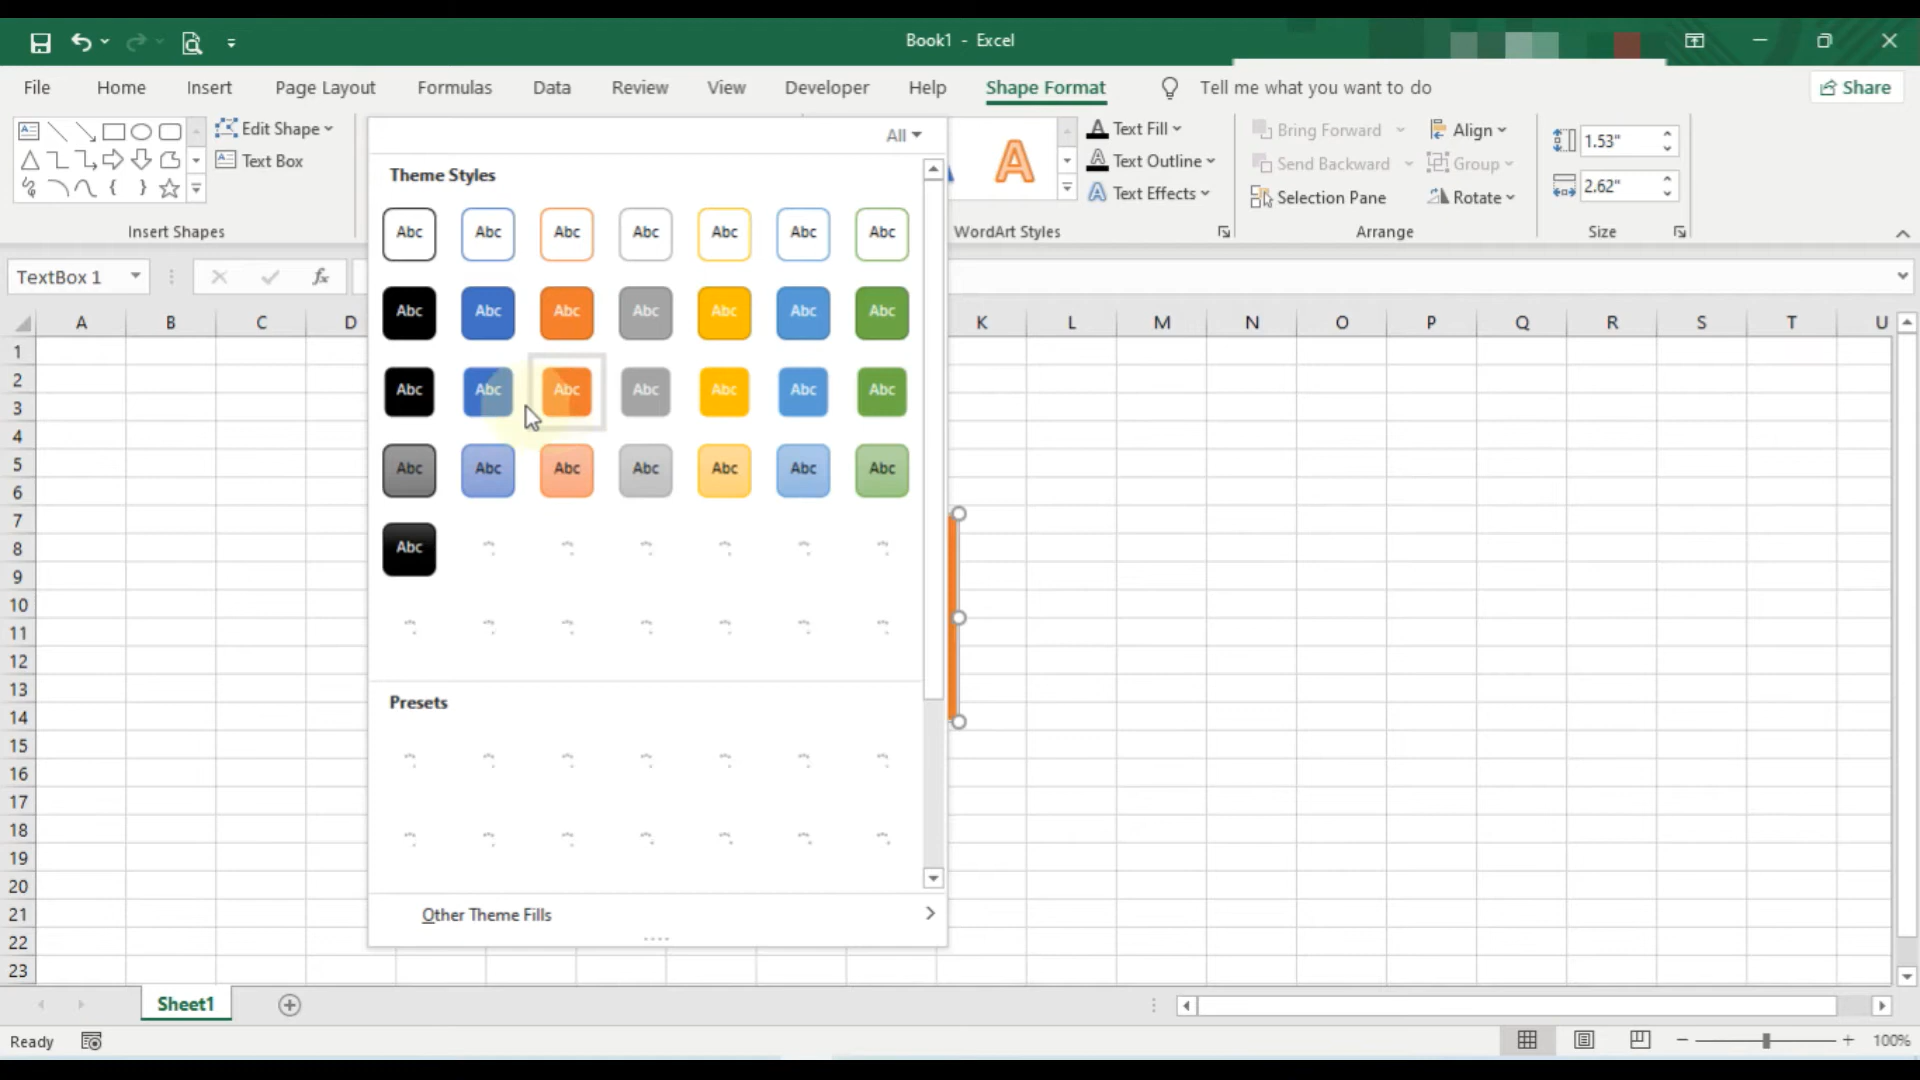 Book1 - Excel
File Home Insert Page Layout Formulas Data Review View Developer Help Shape Format Tell me what you want to do Share
Edit Shape
Text Box
Insert Shapes
All
Text Fill
Text Outline
Text Effects
WordArt Styles
Bring Forward
Send Backward
Selection Pane
Align
Group
Rotate
Arrange
1.53"
2.62"
Size
TextBox 1
fx
Theme Styles
Abc Abc Abc Abc Abc Abc Abc
Abc Abc Abc Abc Abc Abc Abc
Abc Abc Abc Abc Abc Abc Abc
Abc Abc Abc Abc Abc Abc Abc
Abc
Presets
Other Theme Fills
A B C D K L M N O P Q R S T U
1
2
3
4
5
6
7
8
9
10
11
12
13
14
15
16
17
18
19
20
21
22
23
Sheet1
Ready
100%